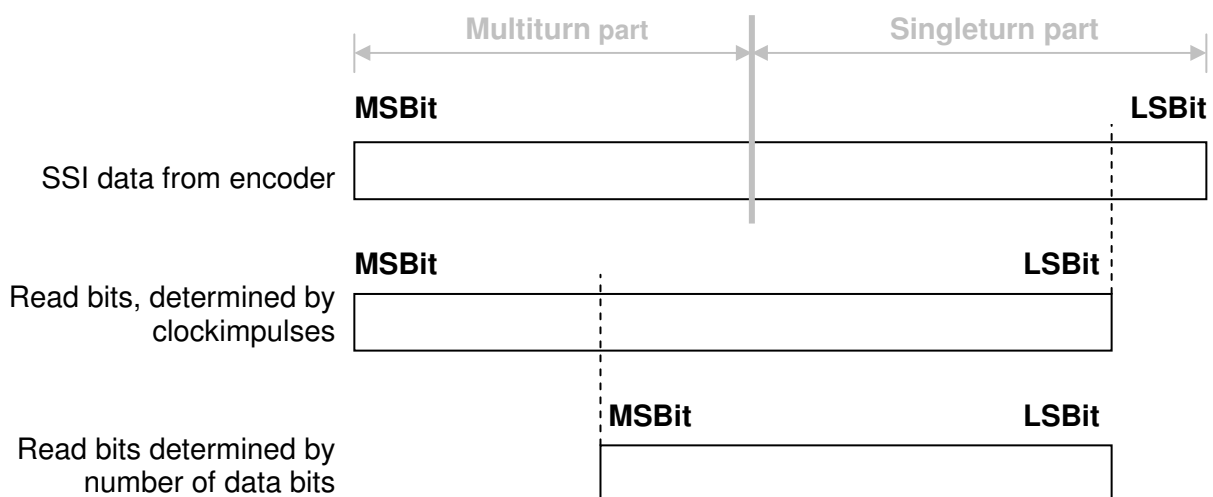 Multiturn part Singleturn part
MSBit LSBit
SSI data from encoder
MSBit LSBit
Read bits, determined by
clockimpulses
MSBit LSBit
Read bits determined by
number of data bits